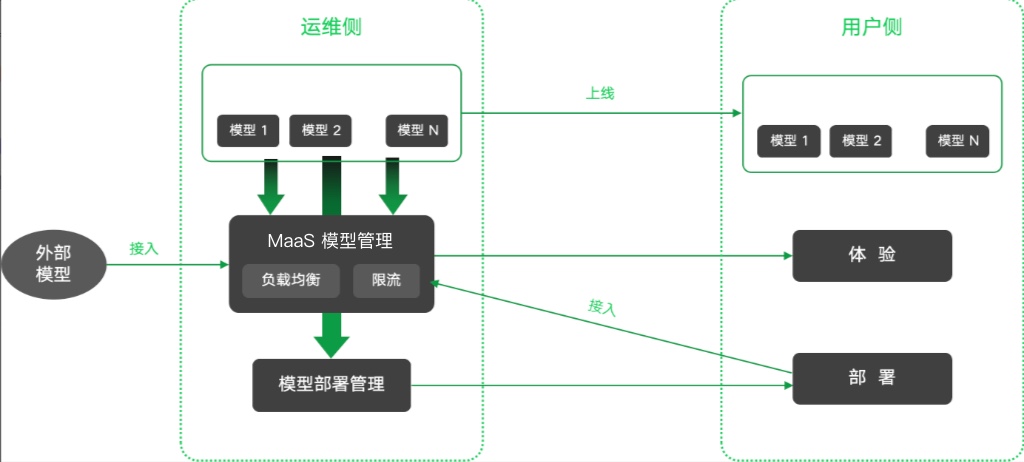 运维侧
用户侧
上线
模型 1
模型 2
模型 N
模型 1
模型 2
模型 N
外部
模型
接入
MaaS 模型管理
负载均衡
限流
体 验
接入
模型部署管理
部 署